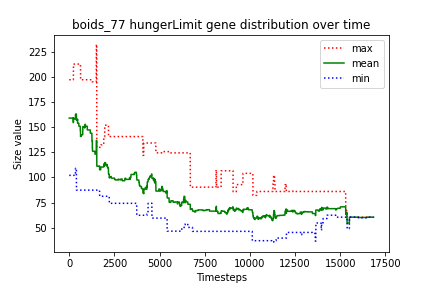 boids_77 hungerLimit gene distribution over time
max
mean
min
Size value
225
200
175
150
125
100
75
50
0
2500
5000
7500
10000
12500
15000
17500
Timesteps